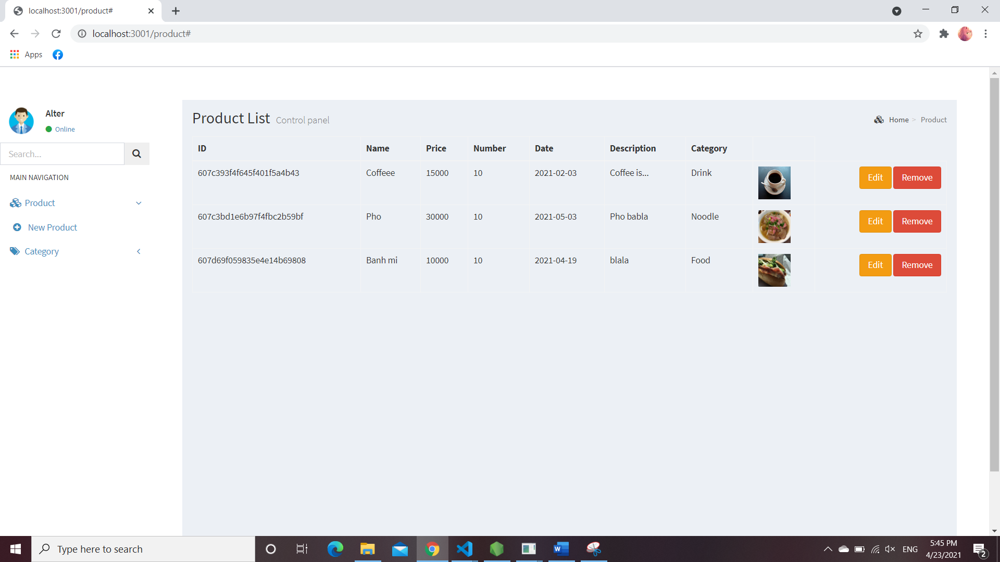 localhost:3001/product#
localhost:3001/product#
Apps
Alter
Online
Search...
MAIN NAVIGATION
Product
New Product
Category
Product List Control panel
Home > Product
ID Name Price Number Date Description Category
607c393f4f645f401f5a4b43 Coffeee 15000 10 2021-02-03 Coffee is... Drink Edit Remove
607c3bd1e6b97f4fbc2b59bf Pho 30000 10 2021-05-03 Pho babla Noodle Edit Remove
607d69f059835e4e14b69808 Banh mi 10000 10 2021-04-19 blala Food Edit Remove
Type here to search
W
ENG
5:45 PM
4/23/2021
2